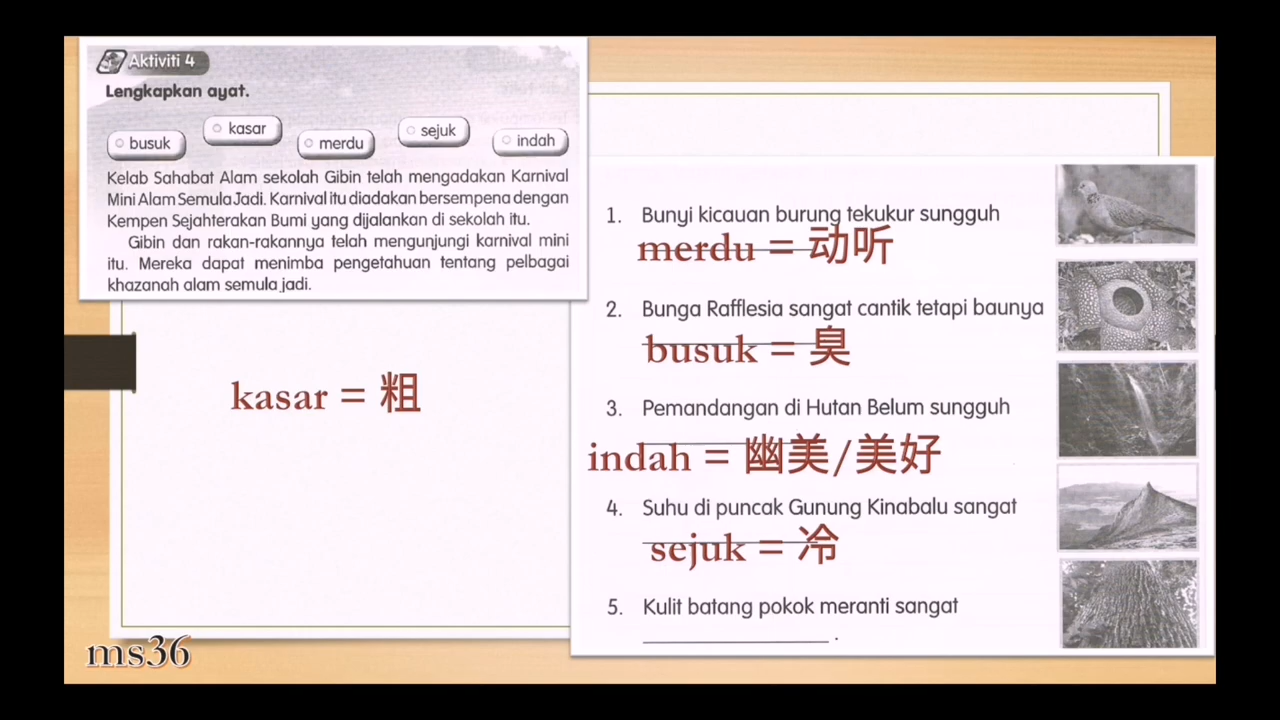 Aktiviti 4
Lengkapkan ayat.
busuk
kasar
merdu
sejuk
indah
Kelab Sahabat Alam sekolah Gibin telah mengadakan Karnival
Mini Alam Semula Jadi. Karnival itu diadakan bersempena dengan
Kempen Sejahterakan Bumi yang dijalankan di sekolah itu.
Gibin dan rakan-rakannya telah mengunjungi karnival mini
itu. Mereka dapat menimba pengetahuan tentang pelbagai
khazanah alam semula jadi.
kasar = 粗
1. Bunyi kicauan burung tekukur sungguh
merdu = 动听
2. Bunga Rafflesia sangat cantik tetapi baunya
busuk = 臭
3. Pemandangan di Hutan Belum sungguh
indah = 幽美/美好
4. Suhu di puncak Gunung Kinabalu sangat
sejuk = 冷
5. Kulit batang pokok meranti sangat
____________________ .
ms36